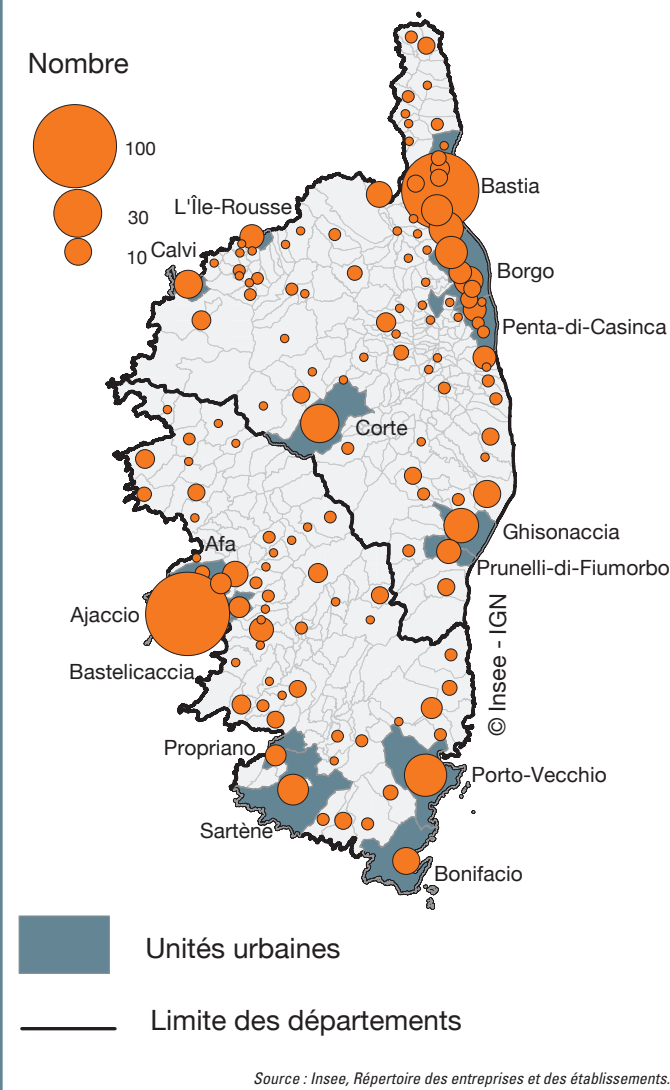 Nombre
100
30
10
Bastia
L'Île-Rousse
Calvi
Borgo
Penta-di-Casinca
Corte
Ghisonaccia
Afa
Prunelli-di-Fiumorbo
Ajaccio
Bastelicaccia
© Insee - IGN
Propriano
Porto-Vecchio
Sartène
Bonifacio
Unités urbaines
Limite des départements
Source : Insee, Répertoire des entreprises et des établissements.